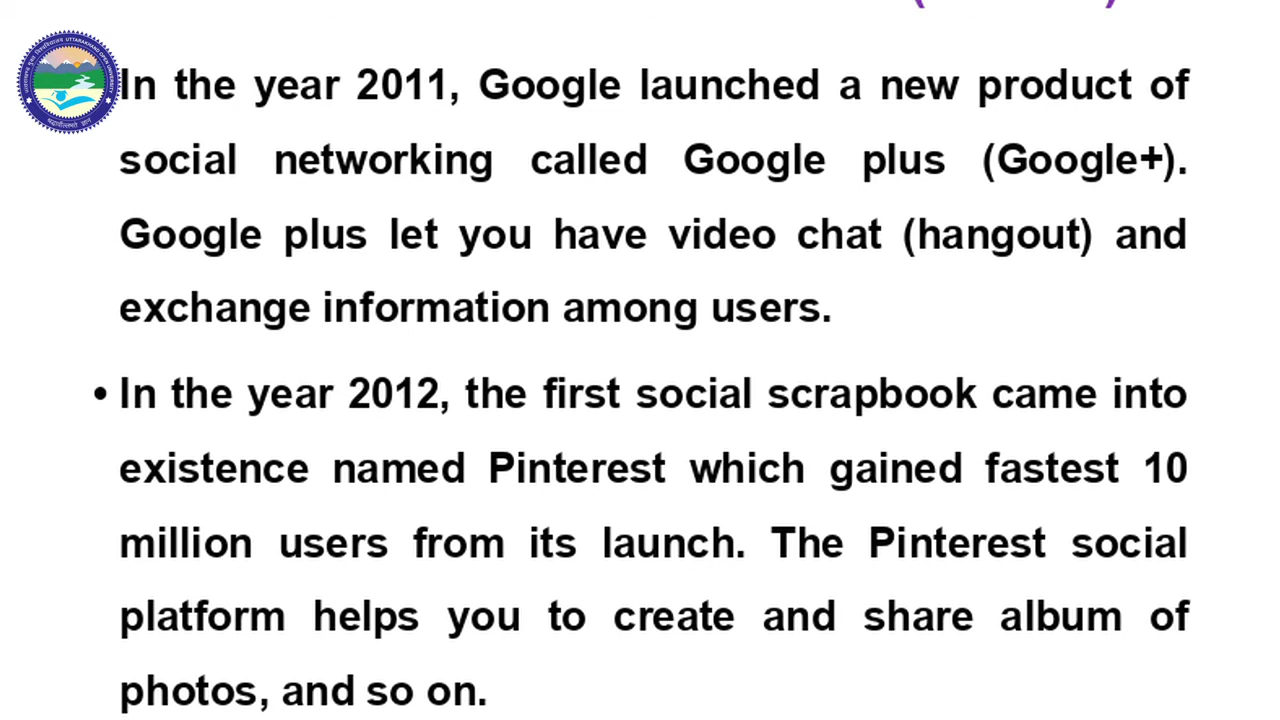 In the year 2011, Google launched a new product of
social networking called Google plus (Google+).
Google plus let you have video chat (hangout) and
exchange information among users.
• In the year 2012, the first social scrapbook came into
existence named Pinterest which gained fastest 10
million users from its launch. The Pinterest social
platform helps you to create and share album of
photos, and so on.